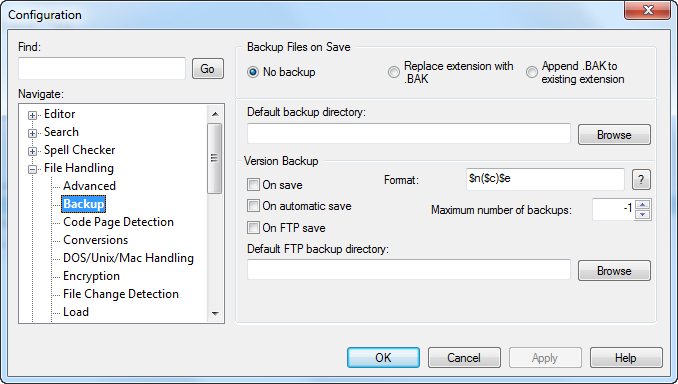 Configuration
Find:
Go
Navigate:
Editor
Search
Spell Checker
File Handling
Advanced
Backup
Code Page Detection
Conversions
DOS/Unix/Mac Handling
Encryption
File Change Detection
Load
Backup Files on Save
No backup
Replace extension with
.BAK
Append .BAK to
existing extension
Default backup directory:
Browse
Version Backup
On save
Format:
$n($c)$e
?
On automatic save
Maximum number of backups:
-1
On FTP save
Default FTP backup directory:
Browse
OK
Cancel
Apply
Help